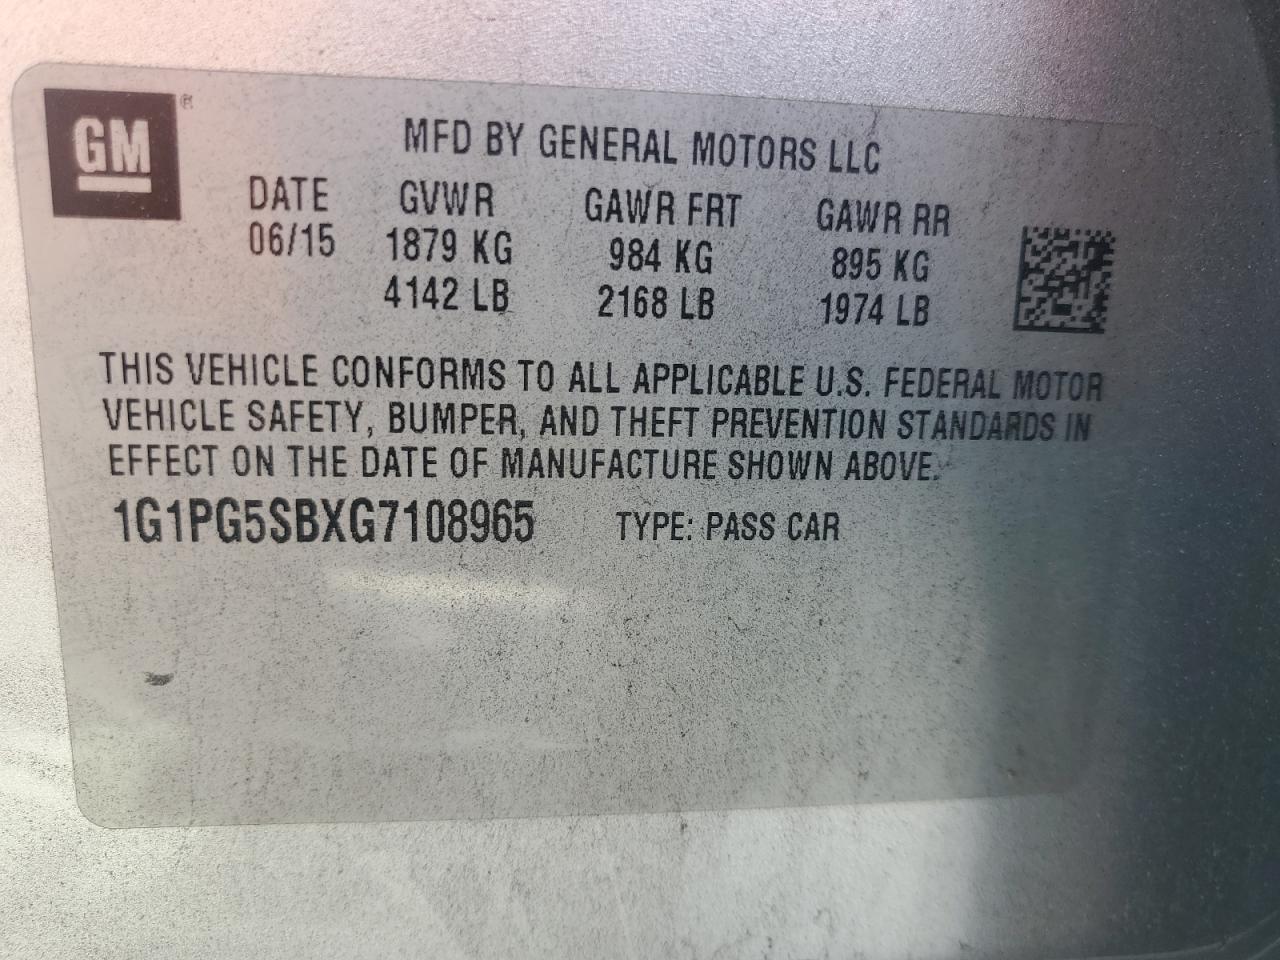 GM ®
MFD BY GENERAL MOTORS LLC
DATE GVWR GAWR FRT GAWR RR
06/15 1879 KG 984 KG 895 KG
4142 LB 2168 LB 1974 LB
THIS VEHICLE CONFORMS TO ALL APPLICABLE U.S. FEDERAL MOTOR
VEHICLE SAFETY, BUMPER, AND THEFT PREVENTION STANDARDS IN
EFFECT ON THE DATE OF MANUFACTURE SHOWN ABOVE.
1G1PG5SBXG7108965 TYPE: PASS CAR